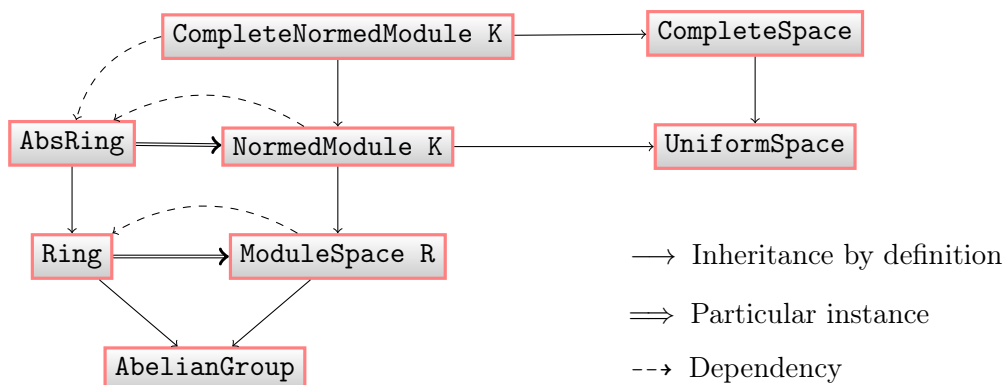 CompleteNormedModule K
CompleteSpace
AbsRing
NormedModule K
UniformSpace
Ring
ModuleSpace R
Inheritance by definition
Particular instance
AbelianGroup
Dependency